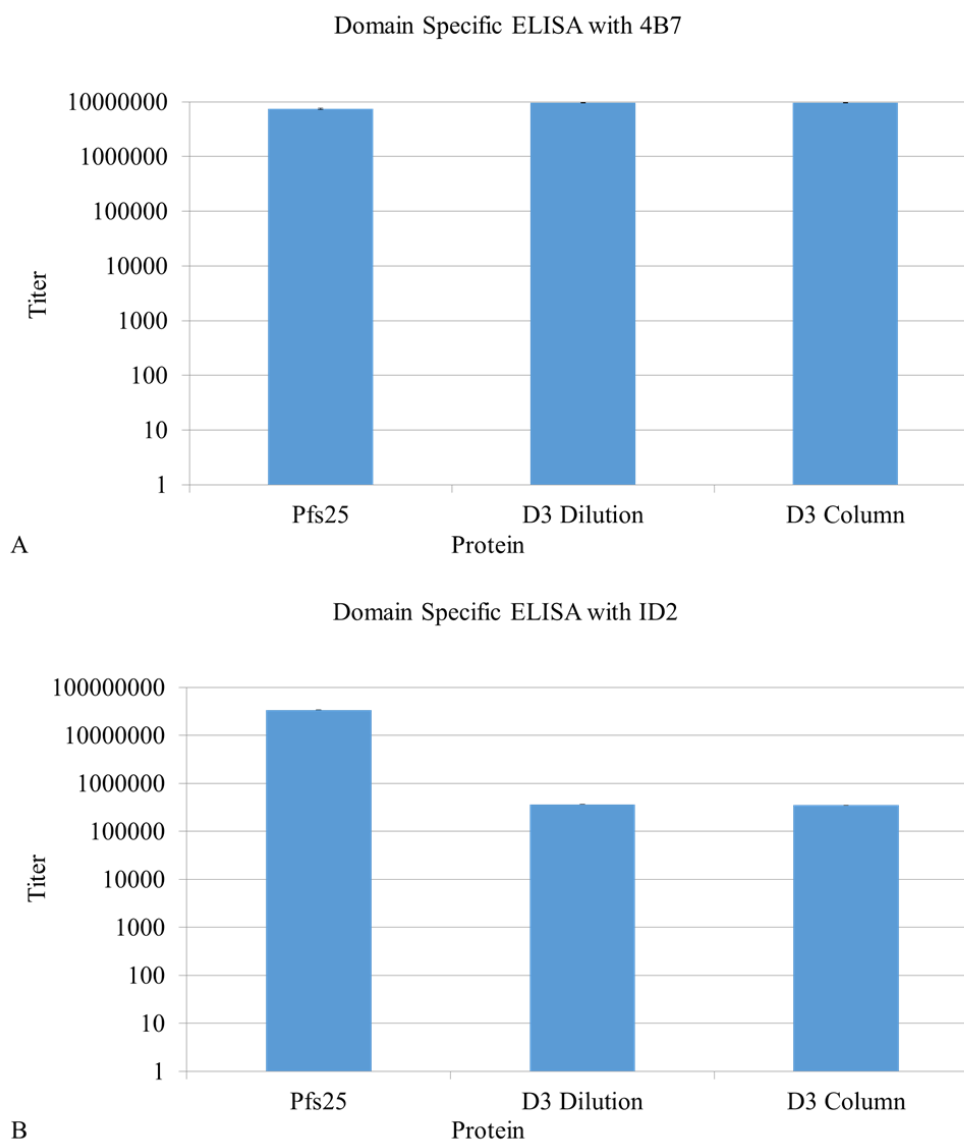 Domain Specific ELISA with 4B7
10000000
1000000
100000
10000
1000
100
10
1
Titer
Pfs25 D3 Dilution D3 Column
A Protein
Domain Specific ELISA with ID2
100000000
10000000
1000000
100000
10000
1000
100
10
1
Titer
Pfs25 D3 Dilution D3 Column
B Protein